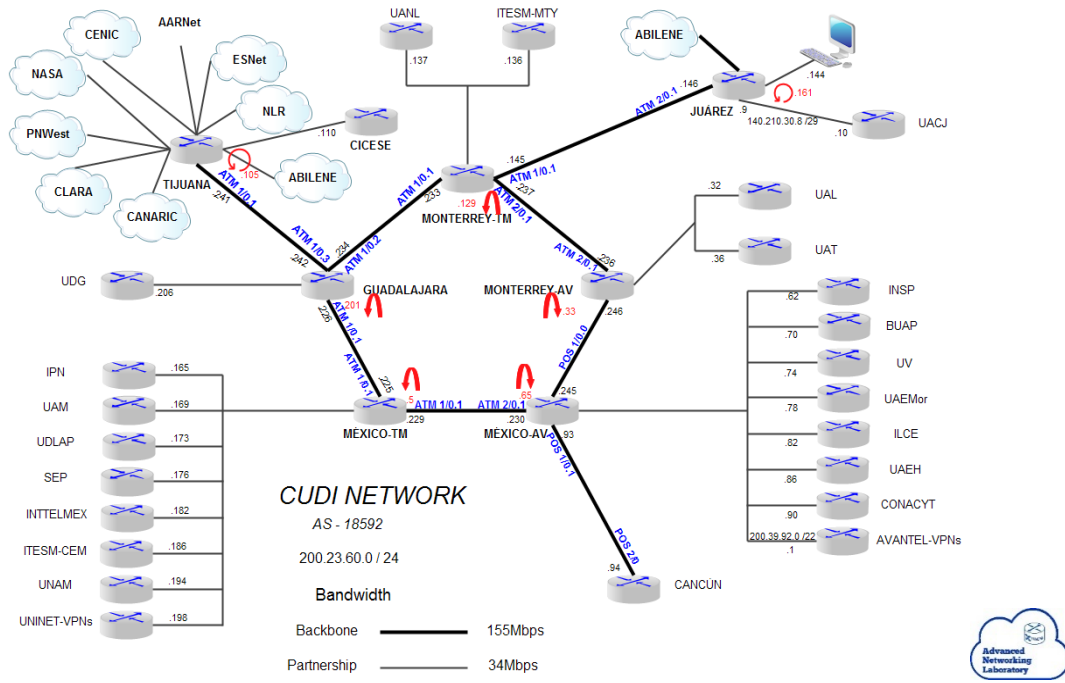 UANL
ITESM-MTY
.137
.136
CENIC
AARNet
ESNet
NASA
NLR
PNWest
.110
CICESE
CLARA
CANARIC
TIJUANA
.105
ABILENE
ATM 1/0.1
.241
ABILENE
.146
.144
JUÁREZ
.161
.9
140.210.30.8 /29
.10
UACJ
ATM 2/0.1
.145
ATM 1/0.1
.237
ATM 2/0.1
ATM 1/0.1
.233
.129
MONTERREY-TM
.32
UAL
.36
UAT
ATM 1/0.3
.242
.234
ATM 1/0.2
UDG
.206
GUADALAJARA
.201
.226
ATM 1/0.1
ATM 2/0.1
.236
MONTERREY-AV
.33
.246
POS 1/0.0
.62
INSP
.70
BUAP
.74
UV
.78
UAEMor
.82
ILCE
.86
UAEH
.90
CONACYT
200.39.92.0 /22
.1
AVANTEL-VPNs
IPN
.165
UAM
.169
UDLAP
.173
SEP
.176
INTTELMEX
.182
ITESM-CEM
.186
UNAM
.194
UNINET-VPNs
.198
ATM 1/0.1
.225
.5
ATM 1/0.1
.229
MÉXICO-TM
.65
ATM 2/0.1
.230
.245
MÉXICO-AV
.93
POS 1/0.1
POS 2/0
.94
CANCÚN
CUDI NETWORK
AS - 18592
200.23.60.0 / 24
Bandwidth
Backbone
155Mbps
Partnership
34Mbps
Advanced
Networking
Laboratory